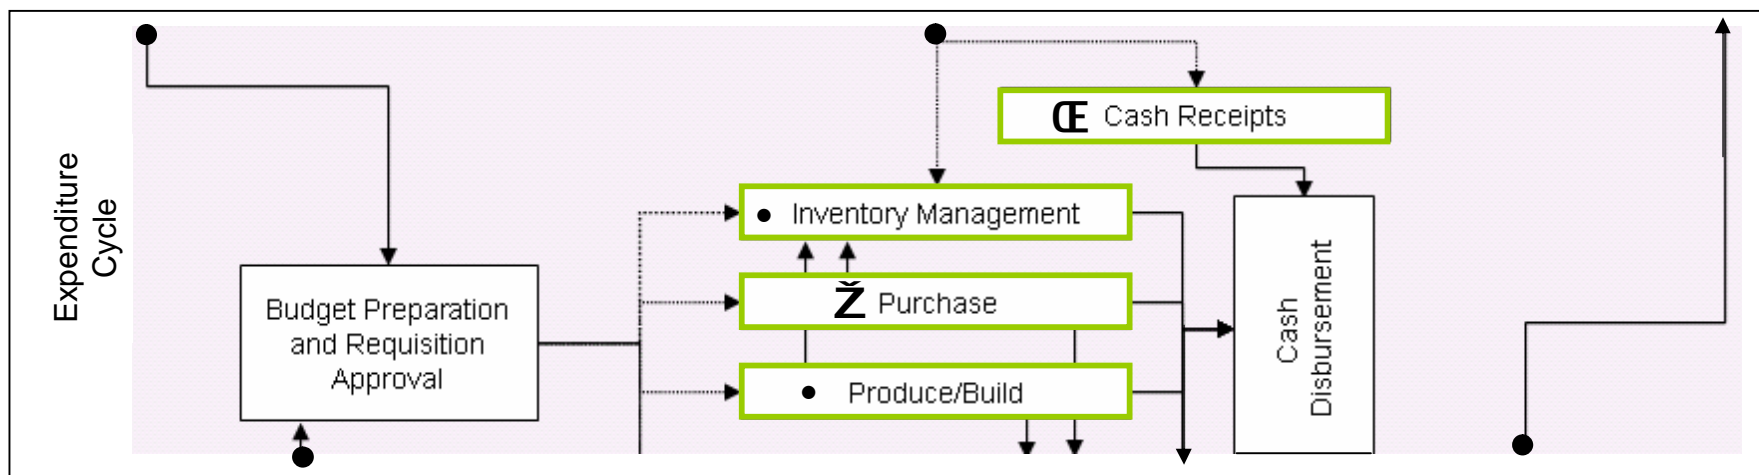 Expenditure
Cycle
Œ Cash Receipts
• Inventory Management
Ž Purchase
• Produce/Build
Budget Preparation
and Requisition
Approval
Cash
Disbursement